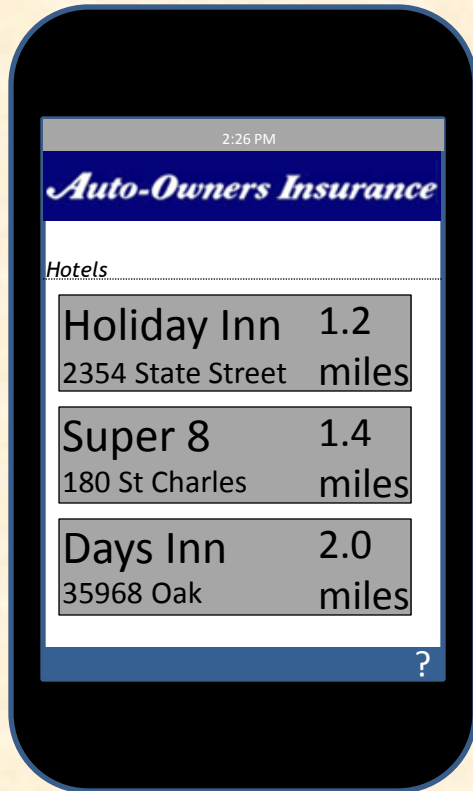 2:26 PM
Auto-Owners Insurance
Hotels
Holiday Inn 1.2
2354 State Street miles
Super 8 1.4
180 St Charles miles
Days Inn 2.0
35968 Oak miles
?